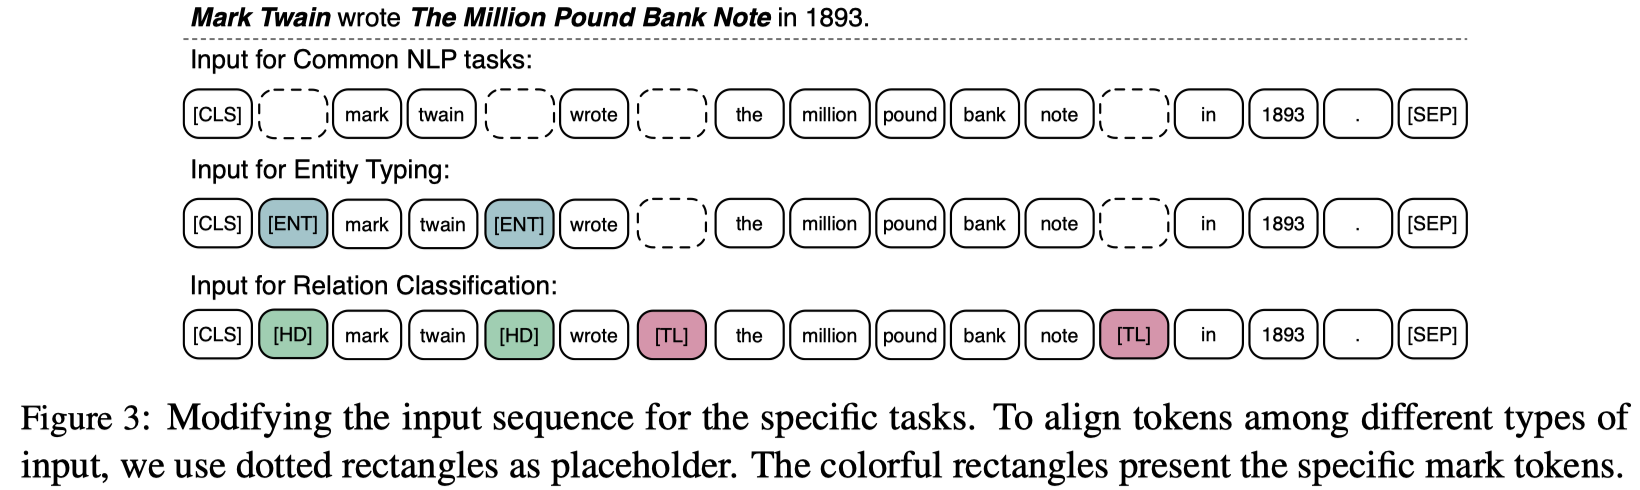 Mark Twain wrote The Million Pound Bank Note in 1893.
Input for Common NLP tasks:
[CLS] mark twain wrote the million pound bank note in 1893 . [SEP]
Input for Entity Typing:
[CLS] [ENT] mark twain [ENT] wrote the million pound bank note in 1893 . [SEP]
Input for Relation Classification:
[CLS] [HD] mark twain [HD] wrote [TL] the million pound bank note [TL] in 1893 . [SEP]
Figure 3: Modifying the input sequence for the specific tasks. To align tokens among different types of
input, we use dotted rectangles as placeholder. The colorful rectangles present the specific mark tokens.